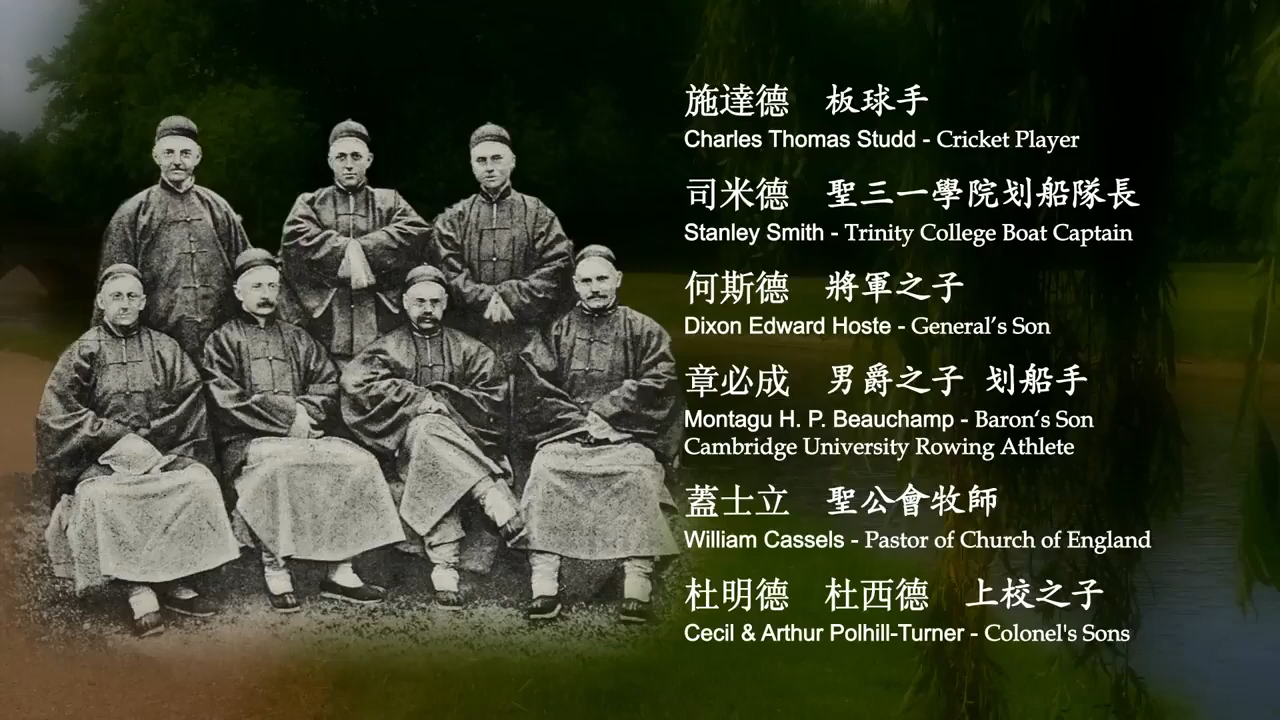 施達德 板球手
Charles Thomas Studd - Cricket Player
司米德 聖三一學院划船隊長
Stanley Smith - Trinity College Boat Captain
何斯德 將軍之子
Dixon Edward Hoste - General’s Son
章必成 男爵之子 划船手
Montagu H. P. Beauchamp - Baron‘s Son
Cambridge University Rowing Athlete
蓋士立 聖公會牧師
William Cassels - Pastor of Church of England
杜明德 杜西德 上校之子
Cecil & Arthur Polhill-Turner - Colonel's Sons